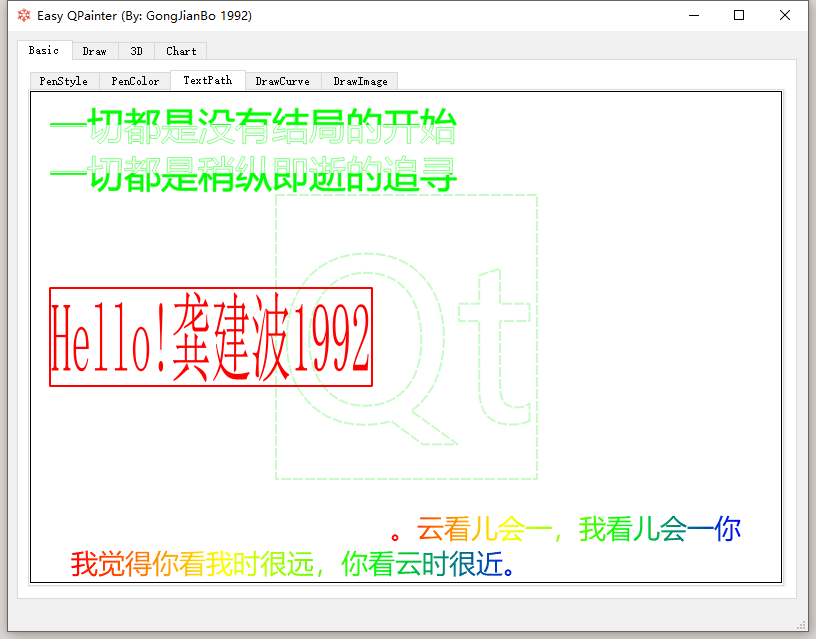 Easy QPainter (By: GongJianBo 1992)
Basic Draw 3D Chart
PenStyle PenColor TextPath DrawCurve DrawImage
一切都是没有结局的开始
一切都是稍纵即逝的追寻
Qt
Hello!龚建波1992
。云看儿会一，我看儿会一你
我觉得你看我时很远，你看云时很近。